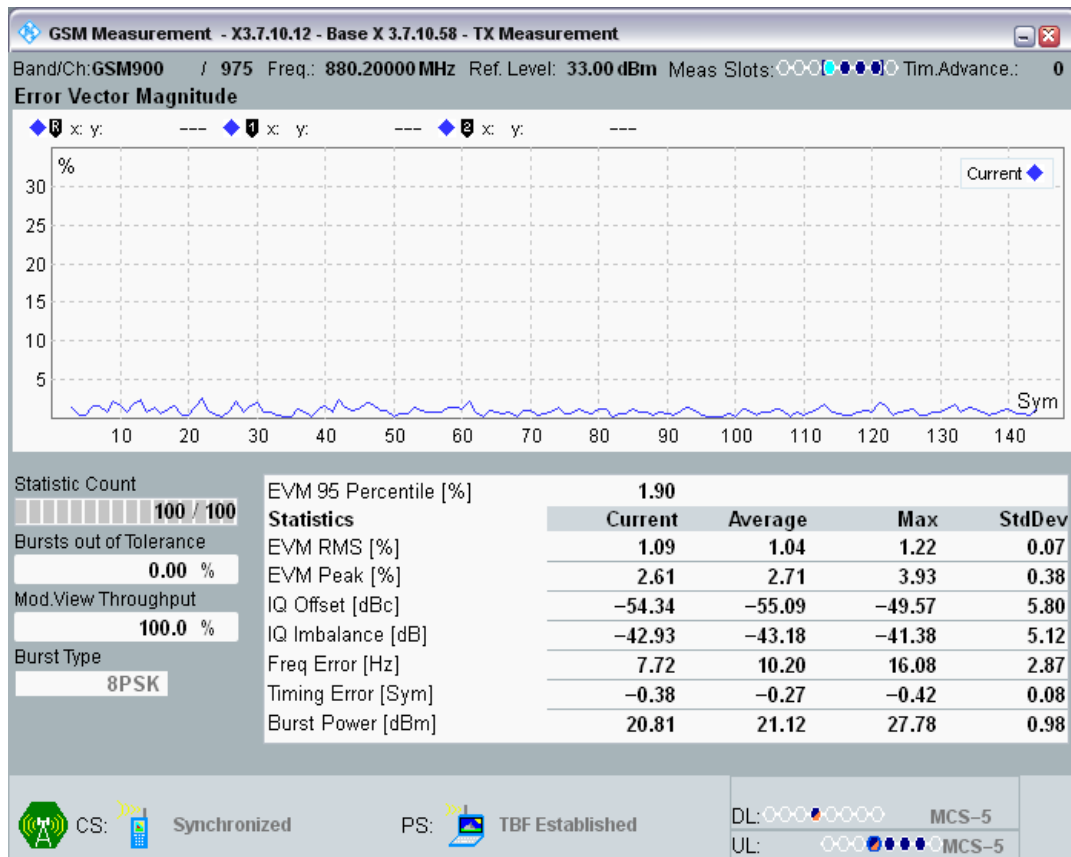 GSM Measurement - X3.7.10.12 - Base X 3.7.10.58 - TX Measurement
Band/Ch:GSM900 / 975 Freq.: 880.20000 MHz Ref. Level: 33.00 dBm Meas Slots: Tim.Advance.: 0
Error Vector Magnitude
R x: y: --- 1 x: y: --- 2 x: y: ---
%
Current
30
25
20
15
10
5
Sym
10 20 30 40 50 60 70 80 90 100 110 120 130 140
Statistic Count
100 / 100
Bursts out of Tolerance
0.00 %
Mod.View Throughput
100.0 %
Burst Type
8PSK
EVM 95 Percentile [%] 1.90
Statistics Current Average Max StdDev
EVM RMS [%] 1.09 1.04 1.22 0.07
EVM Peak [%] 2.61 2.71 3.93 0.38
IQ Offset [dBc] −54.34 −55.09 −49.57 5.80
IQ Imbalance [dB] −42.93 −43.18 −41.38 5.12
Freq Error [Hz] 7.72 10.20 16.08 2.87
Timing Error [Sym] −0.38 −0.27 −0.42 0.08
Burst Power [dBm] 20.81 21.12 27.78 0.98
CS: Synchronized PS: TBF Established
DL: MCS−5
UL: MCS−5